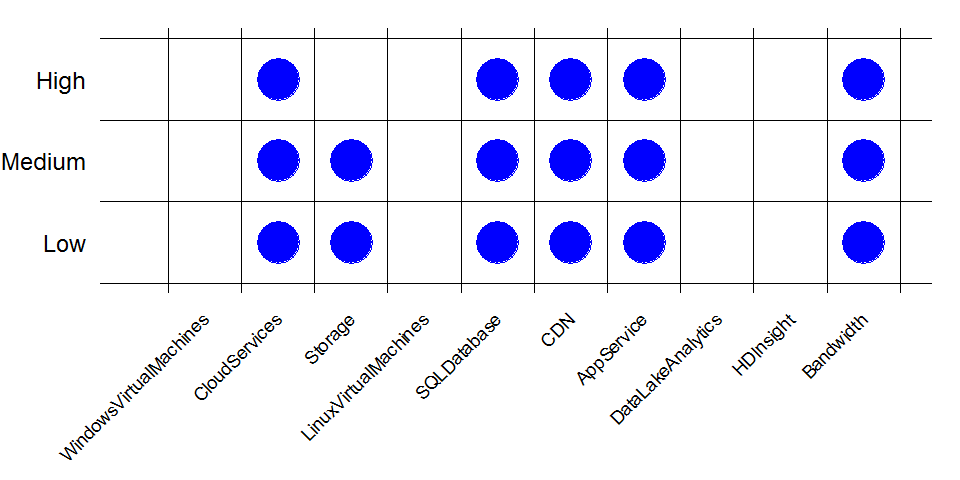 High
Medium
Low
WindowsVirtualMachines
CloudServices
Storage
LinuxVirtualMachines
SQLDatabase
CDN
AppService
DataLakeAnalytics
HDInsight
Bandwidth